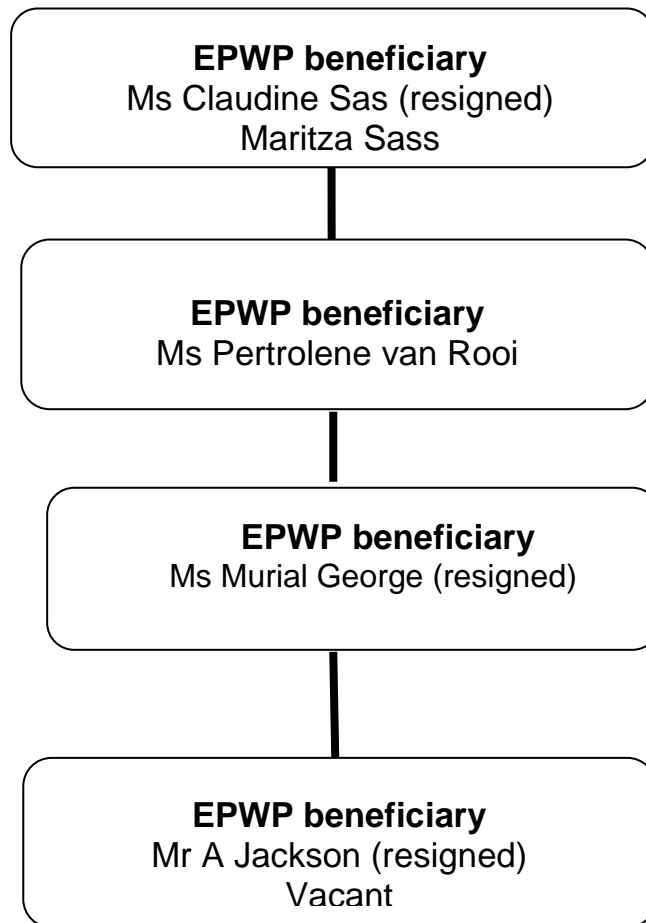 EPWP beneficiary
Ms Claudine Sas (resigned)
Maritza Sass
EPWP beneficiary
Ms Pertrolene van Rooi
EPWP beneficiary
Ms Murial George (resigned)
EPWP beneficiary
Mr A Jackson (resigned)
Vacant